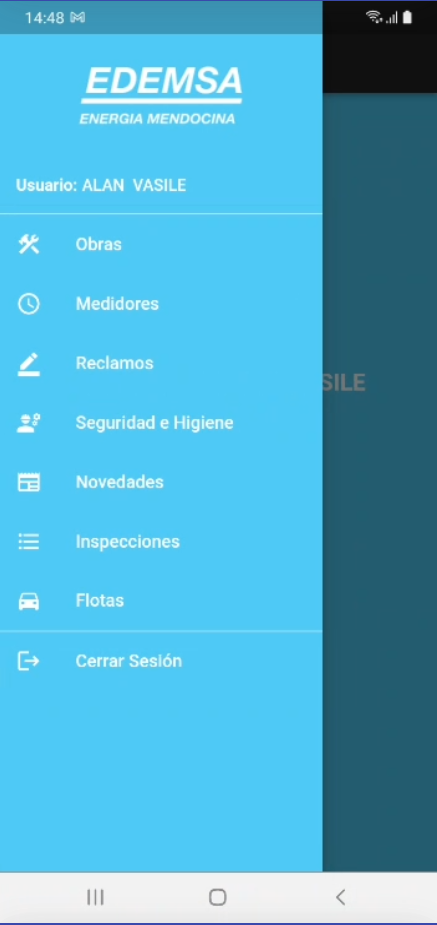 14:48
EDEMSA
ENERGIA MENDOCINA
Usuario: ALAN VASILE
Obras
Medidores
Reclamos
SILE
Seguridad e Higiene
Novedades
Inspecciones
Flotas
Cerrar Sesión